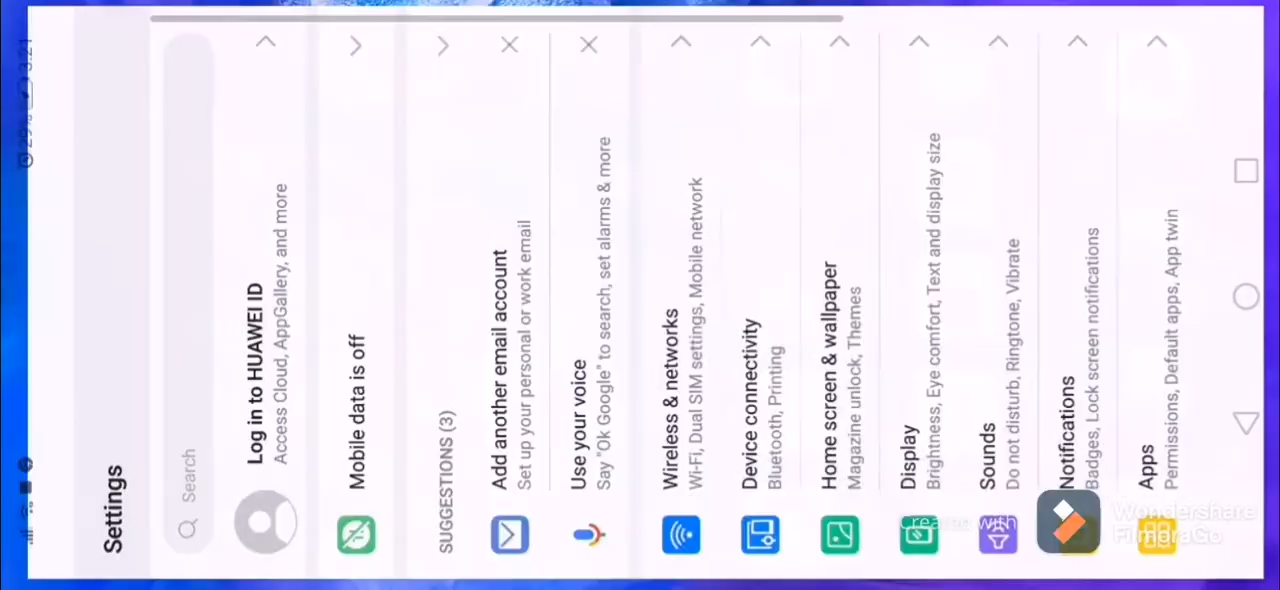 29% 3:21
Settings
Search
Log in to HUAWEI ID
Access Cloud, AppGallery, and more
Mobile data is off
SUGGESTIONS (3)
Add another email account
Set up your personal or work email
Use your voice
Say "Ok Google" to search, set alarms & more
Wireless & networks
Wi-Fi, Dual SIM settings, Mobile network
Device connectivity
Bluetooth, Printing
Home screen & wallpaper
Magazine unlock, Themes
Display
Brightness, Eye comfort, Text and display size
Sounds
Do not disturb, Ringtone, Vibrate
Notifications
Badges, Lock screen notifications
Apps
Permissions, Default apps, App twin
Created with
Wondershare
FilmoraGo